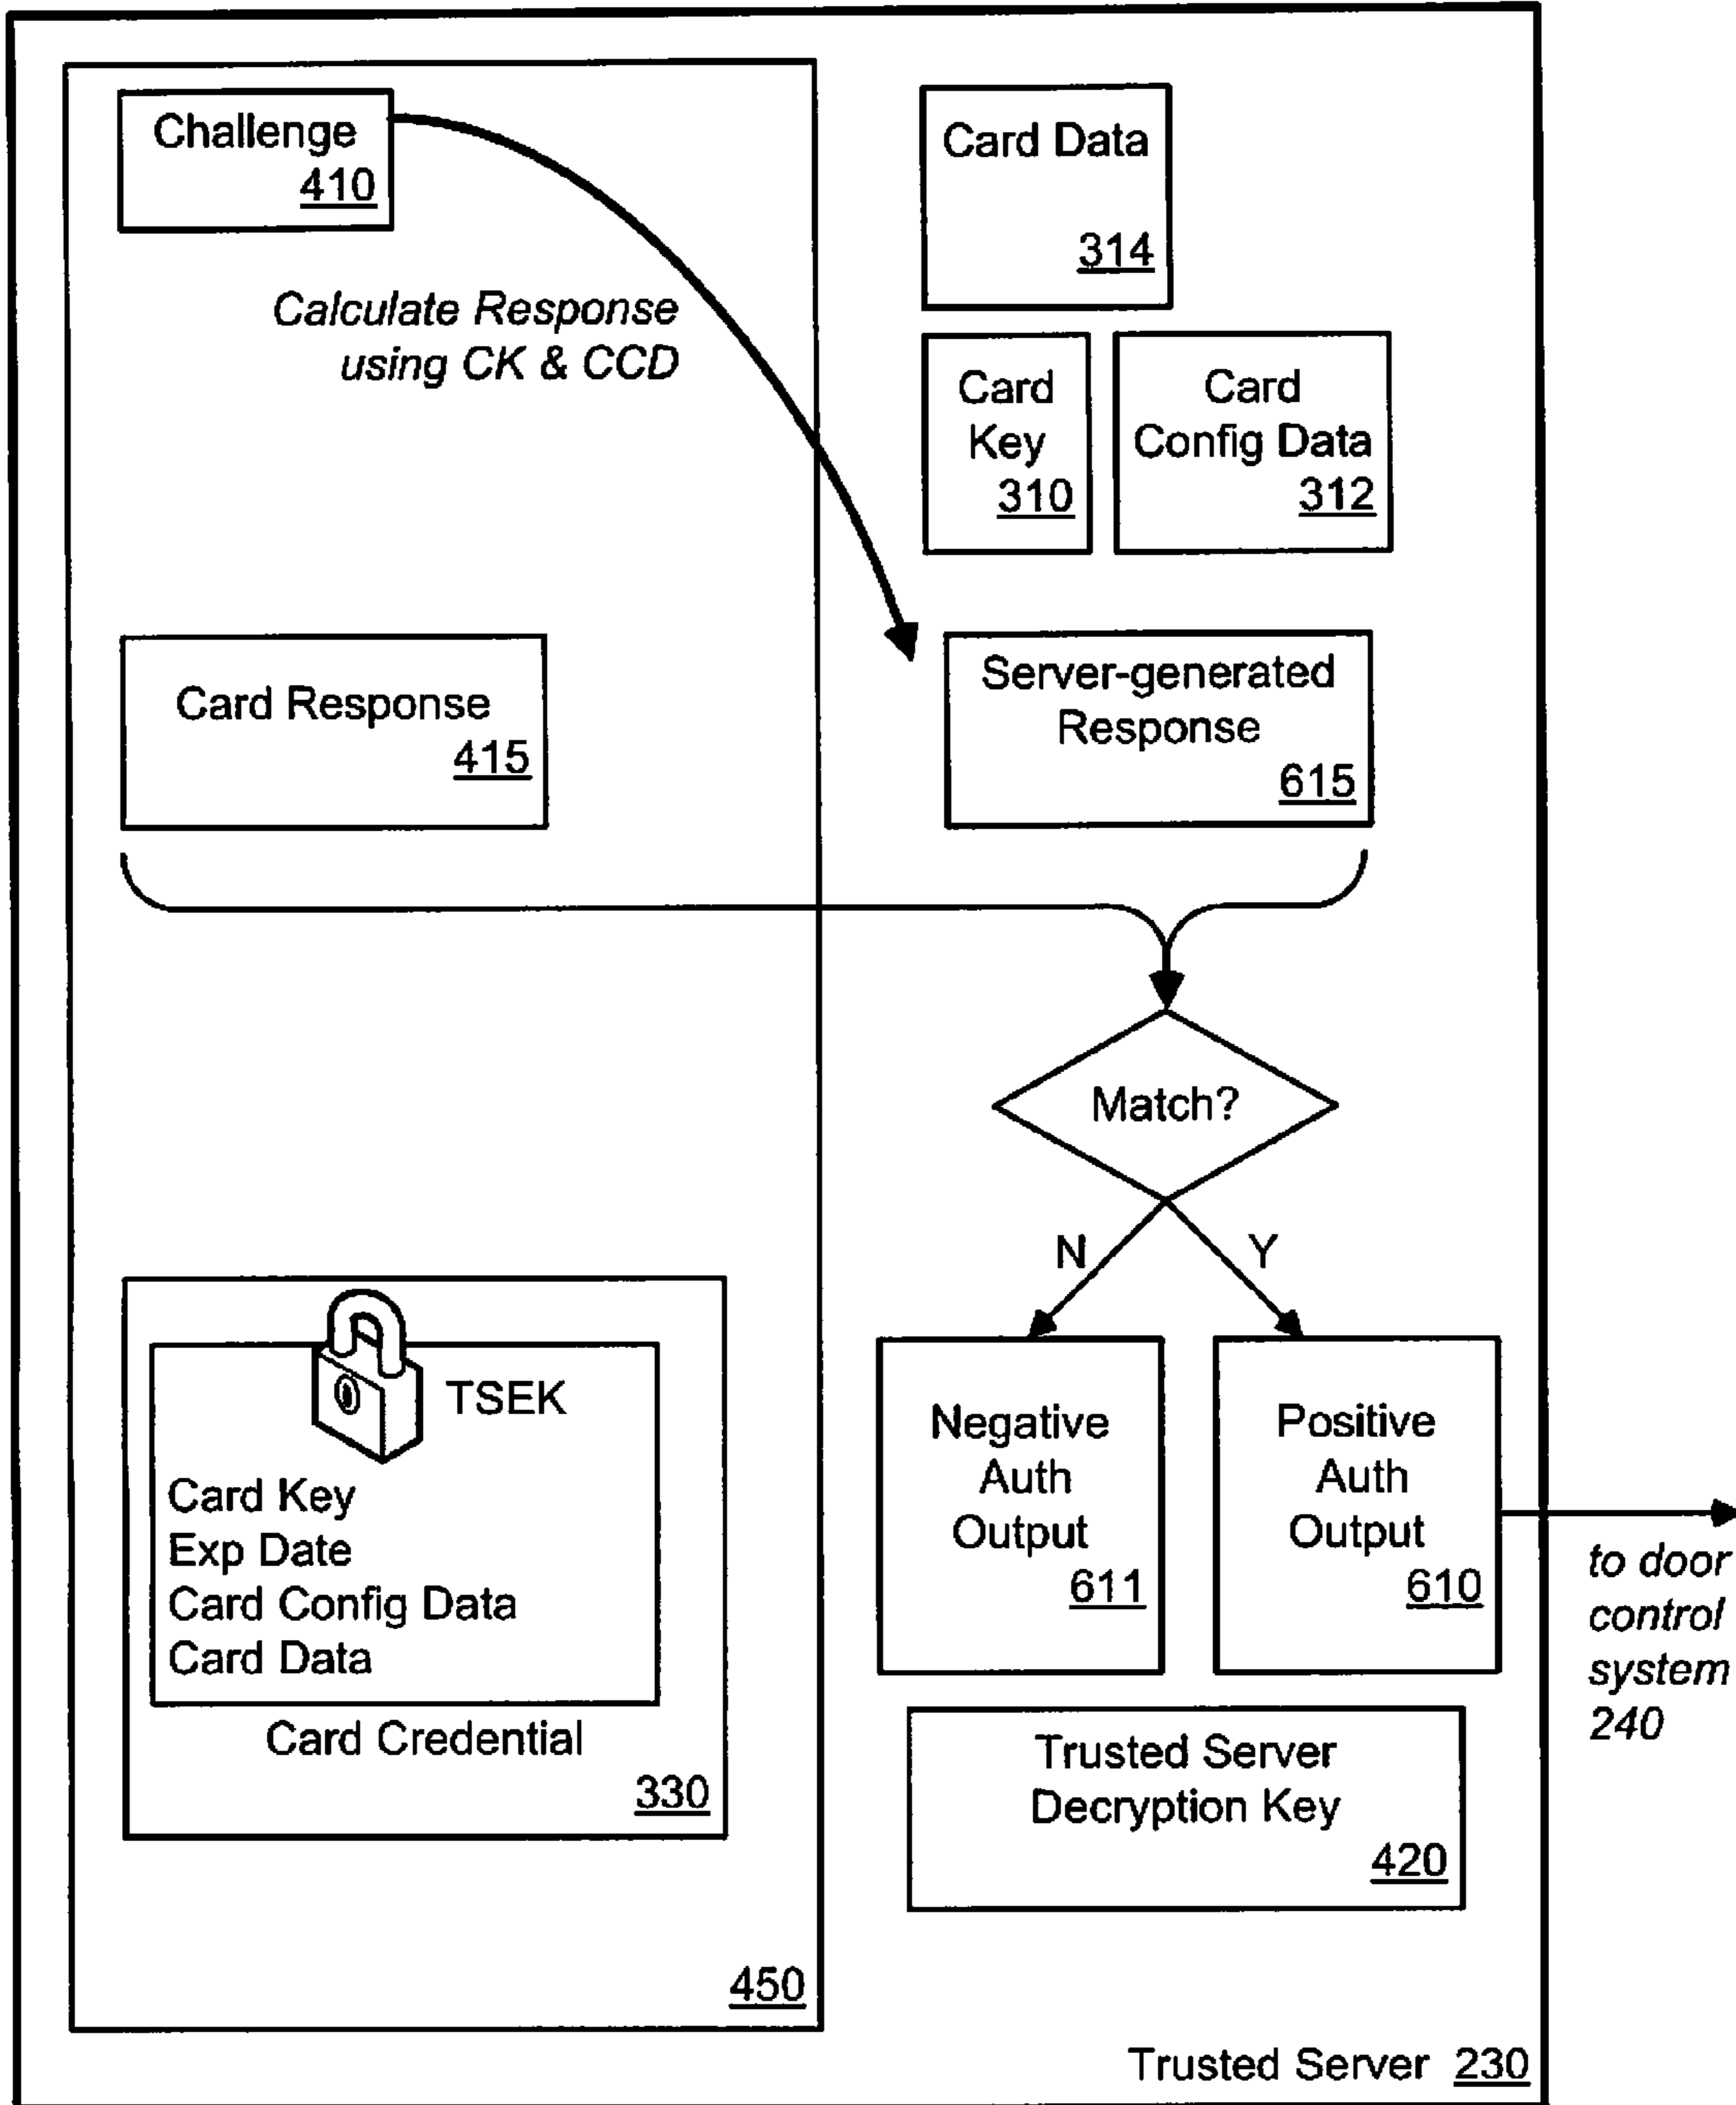 Challenge
410
Calculate Response
using CK & CCD
Card Data
314
Card
Key
310
Card
Config Data
312
Card Response
415
Server-generated
Response
615
Match?
N
Y
TSEK
Card Key
Exp Date
Card Config Data
Card Data
Card Credential
330
Negative
Auth
Output
611
Positive
Auth
Output
610
to door
control
system
240
Trusted Server
Decryption Key
420
450
Trusted Server 230